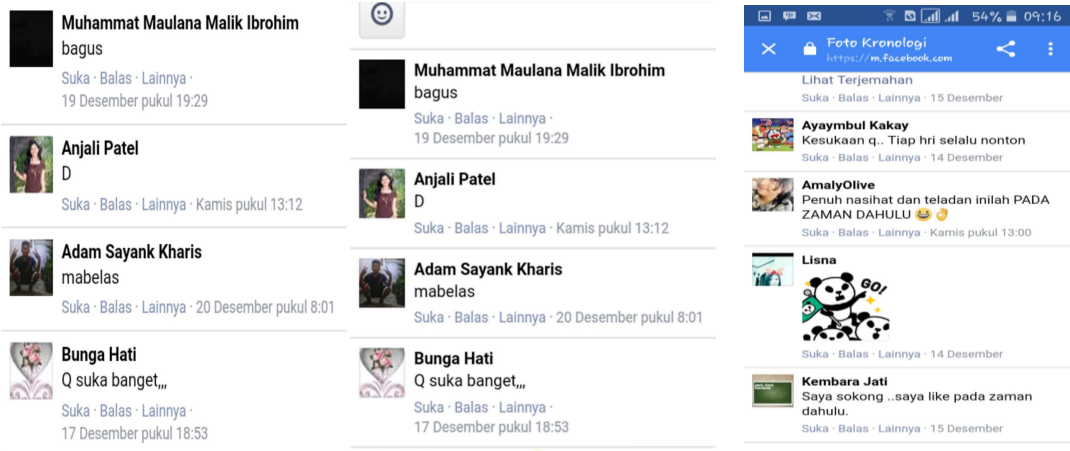 Muhammat Maulana Malik Ibrohim
bagus
Suka · Balas · Lainnya ·
19 Desember pukul 19:29
Anjali Patel
D
Suka · Balas · Lainnya · Kamis pukul 13:12
Adam Sayank Kharis
mabelas
Suka · Balas · Lainnya · 20 Desember pukul 8:01
Bunga Hati
Q suka banget,,,
Suka · Balas · Lainnya ·
17 Desember pukul 18:53
Muhammat Maulana Malik Ibrohim
bagus
Suka · Balas · Lainnya ·
19 Desember pukul 19:29
Anjali Patel
D
Suka · Balas · Lainnya · Kamis pukul 13:12
Adam Sayank Kharis
mabelas
Suka · Balas · Lainnya · 20 Desember pukul 8:01
Bunga Hati
Q suka banget,,,
Suka · Balas · Lainnya ·
17 Desember pukul 18:53
54% 09:16
Foto Kronologi
https://m.facebook.com
Lihat Terjemahan
Suka · Balas · Lainnya · 15 Desember
Ayaymbul Kakay
Kesukaan q.. Tiap hri selalu nonton
Suka · Balas · Lainnya · 14 Desember
AmalyOlive
Penuh nasihat dan teladan inilah PADA
ZAMAN DAHULU 😂 👌
Suka · Balas · Lainnya · Kamis pukul 13:00
Lisna
GO!
Suka · Balas · Lainnya · 14 Desember
Kembara Jati
Saya sokong ..saya like pada zaman
dahulu.
Suka · Balas · Lainnya · 15 Desember